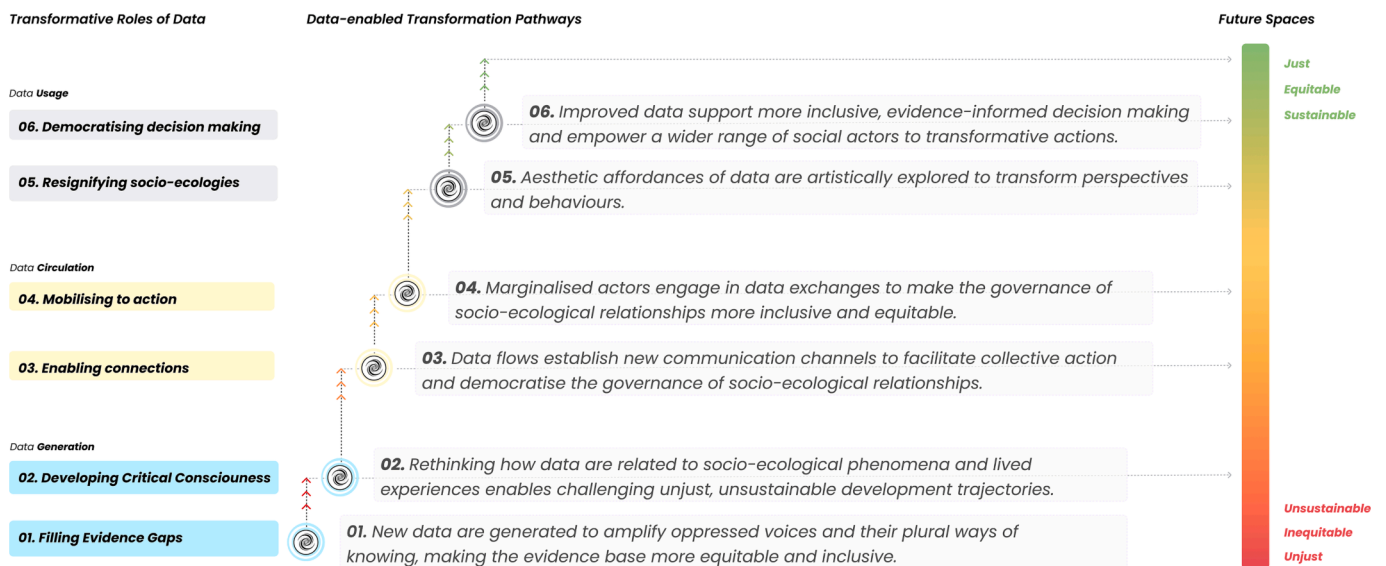 Transformative Roles of Data
Data-enabled Transformation Pathways
Future Spaces
Data Usage
06. Democratising decision making
05. Resignifying socio-ecologies
Data Circulation
04. Mobilising to action
03. Enabling connections
Data Generation
02. Developing Critical Consciouness
01. Filling Evidence Gaps
06. Improved data support more inclusive, evidence-informed decision making
and empower a wider range of social actors to transformative actions.
05. Aesthetic affordances of data are artistically explored to transform perspectives
and behaviours.
04. Marginalised actors engage in data exchanges to make the governance of
socio-ecological relationships more inclusive and equitable.
03. Data flows establish new communication channels to facilitate collective action
and democratise the governance of socio-ecological relationships.
02. Rethinking how data are related to socio-ecological phenomena and lived
experiences enables challenging unjust, unsustainable development trajectories.
01. New data are generated to amplify oppressed voices and their plural ways of
knowing, making the evidence base more equitable and inclusive.
Just
Equitable
Sustainable
Unsustainable
Inequitable
Unjust